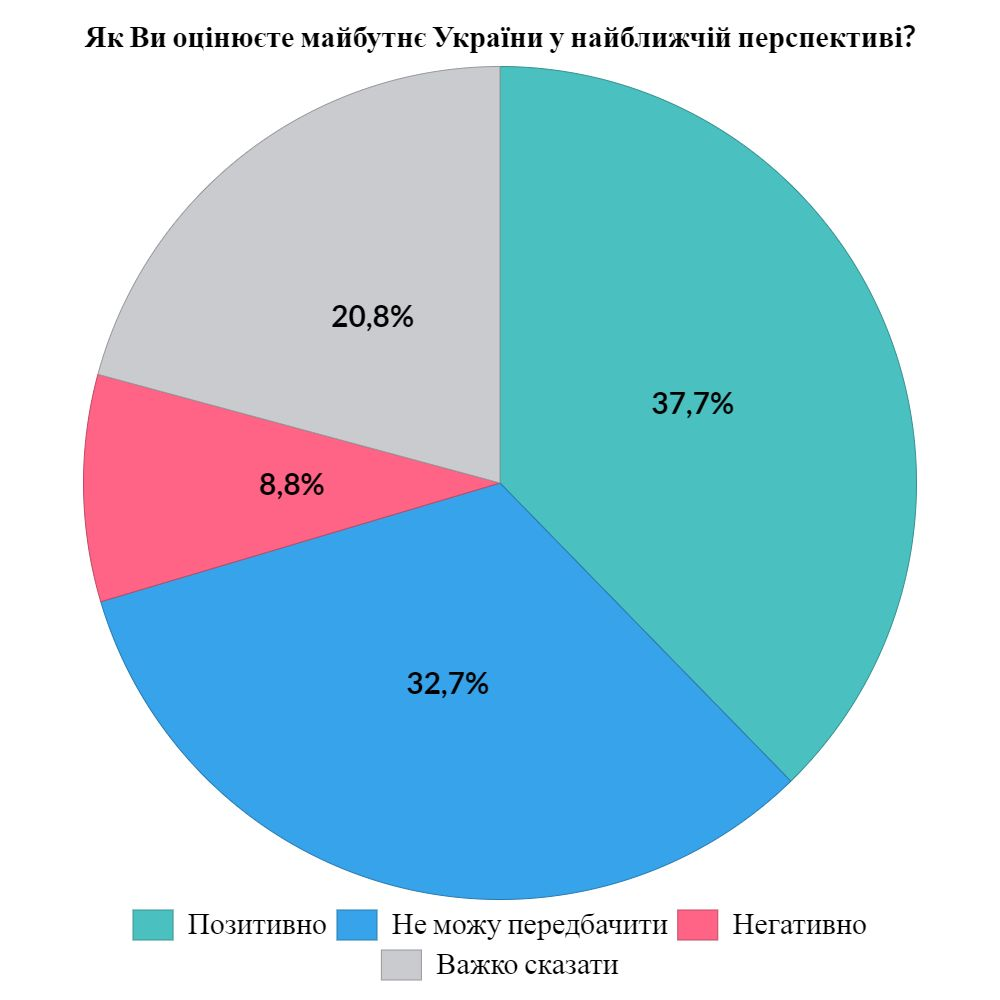 Як Ви оцінюєте майбутнє України у найближчій перспективі?
20,8%
37,7%
8,8%
32,7%
Позитивно Не можу передбачити Негативно
Важко сказати